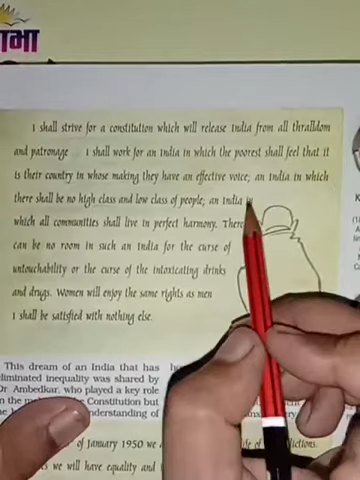 ाभा
I shall strive for a constitution which will release India from all thralldom
and patronage I shall work for an India in which the poorest shall feel that it
is their country in whose making they have an effective voice; an India in which
there shall be no high class and low class of people; an India in
which all communities shall live in perfect harmony. There
can be no room in such an India for the curse of
untouchability or the curse of the intoxicating drinks
and drugs. Women will enjoy the same rights as men
I shall be satisfied with nothing else.
This dream of an India that has
eliminated inequality was shared by
Dr. Ambedkar, who played a key role
Constitution but
understanding of
of January 1950 we
we will have equality and